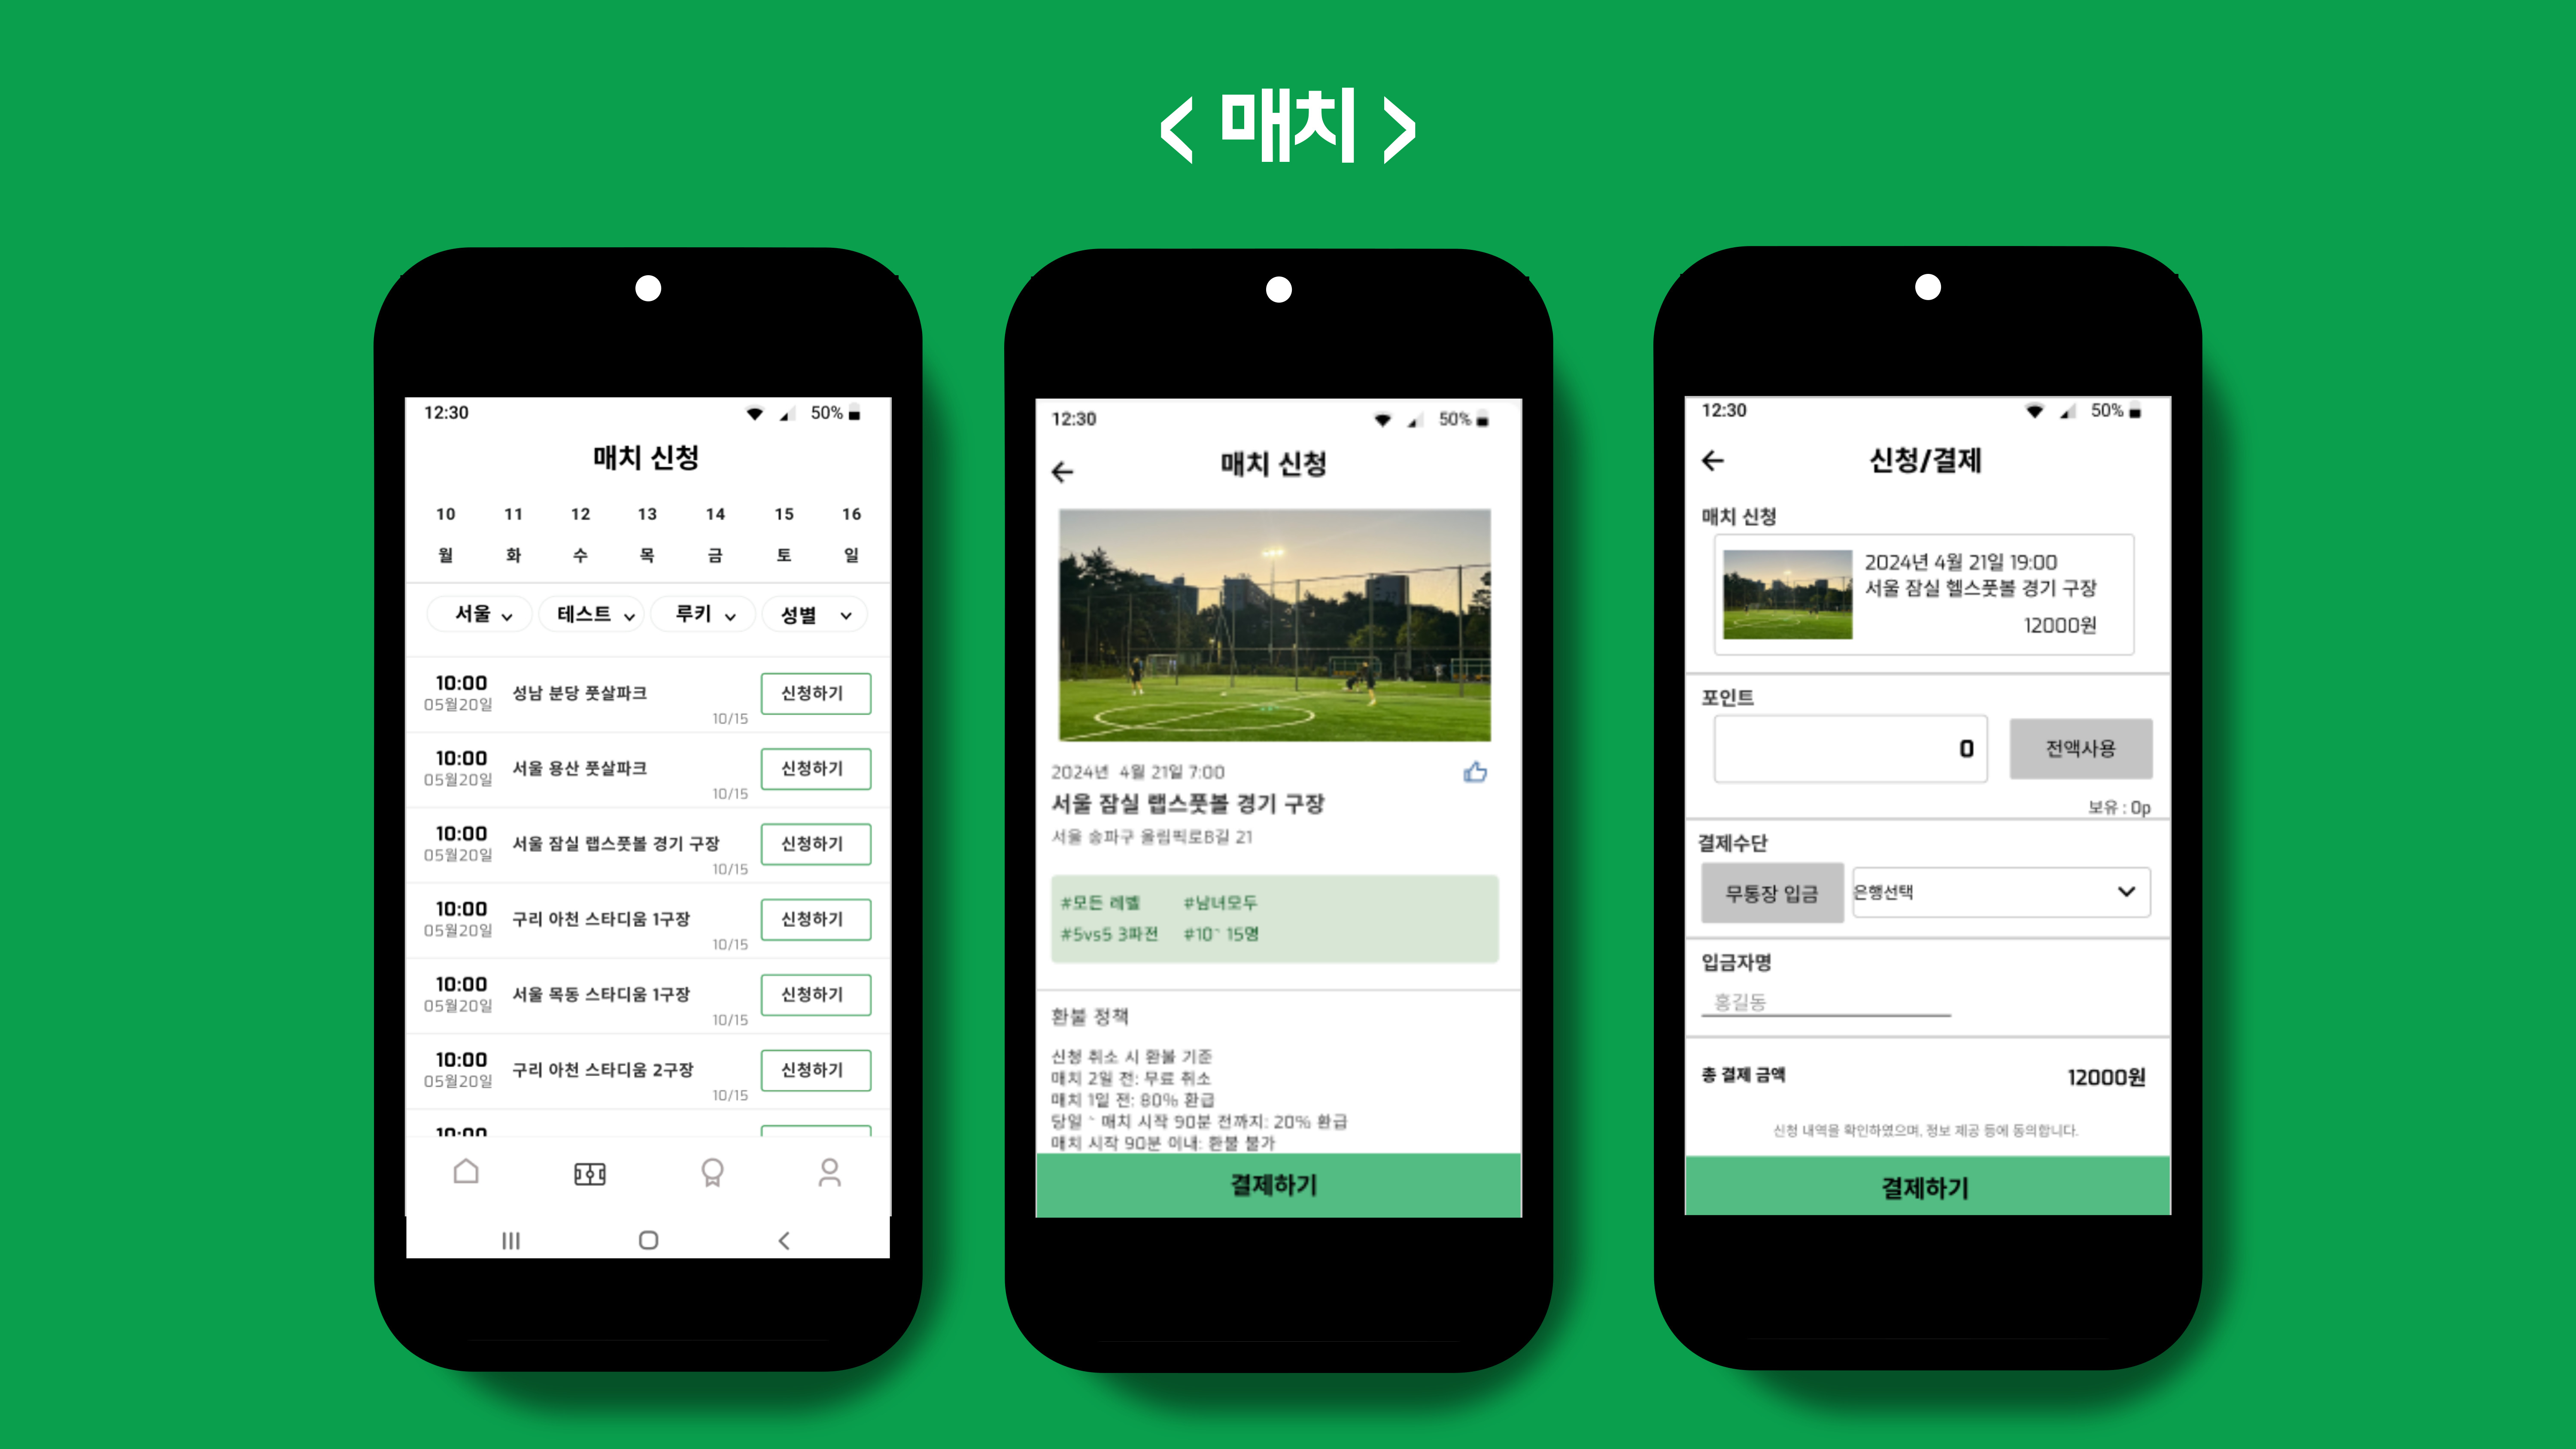 < 매치 >
12:30 50%
매치 신청
10 11 12 13 14 15 16
월 화 수 목 금 토 일
서울 테스트 루키 성별
10:00
05월20일
성남 분당 풋살파크
10/15
신청하기
10:00
05월20일
서울 용산 풋살파크
10/15
신청하기
10:00
05월20일
서울 잠실 랩스풋볼 경기 구장
10/15
신청하기
10:00
05월20일
구리 아천 스타디움 1구장
10/15
신청하기
10:00
05월20일
서울 목동 스타디움 1구장
10/15
신청하기
10:00
05월20일
구리 아천 스타디움 2구장
10/15
신청하기
10:00
12:30 50%
매치 신청
2024년 4월 21일 7:00
서울 잠실 랩스풋볼 경기 구장
서울 송파구 올림픽로8길 21
#모든 레벨 #남녀모두
#5vs5 3파전 #10~ 15명
환불 정책
신청 취소 시 환불 기준
매치 2일 전: 무료 취소
매치 1일 전: 80% 환급
당일 ~ 매치 시작 90분 전까지: 20% 환급
매치 시작 90분 이내: 환불 불가
결제하기
12:30 50%
신청/결제
매치 신청
2024년 4월 21일 19:00
서울 잠실 헬스풋볼 경기 구장
12000원
포인트
0
전액사용
보유 : 0p
결제수단
무통장 입금
은행선택
입금자명
홍길동
총 결제 금액 12000원
신청 내역을 확인하였으며, 정보 제공 등에 동의합니다.
결제하기